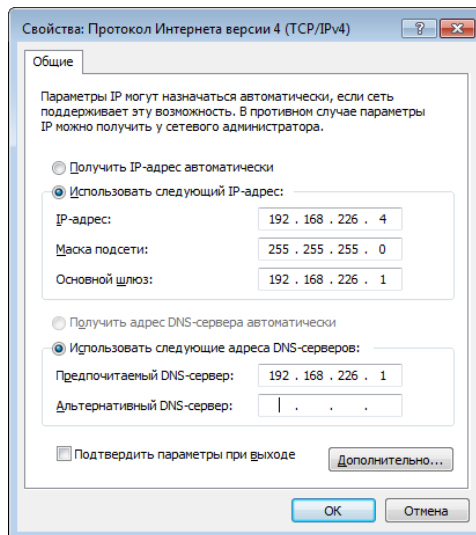 Свойства: Протокол Интернета версии 4 (TCP/IPv4)
Общие
Параметры IP могут назначаться автоматически, если сеть
поддерживает эту возможность. В противном случае параметры
IP можно получить у сетевого администратора.
Получить IP-адрес автоматически
Использовать следующий IP-адрес:
IP-адрес: 192 . 168 . 226 . 4
Маска подсети: 255 . 255 . 255 . 0
Основной шлюз: 192 . 168 . 226 . 1
Получить адрес DNS-сервера автоматически
Использовать следующие адреса DNS-серверов:
Предпочитаемый DNS-сервер: 192 . 168 . 226 . 1
Альтернативный DNS-сервер: . . .
Подтвердить параметры при выходе
Дополнительно...
OK Отмена